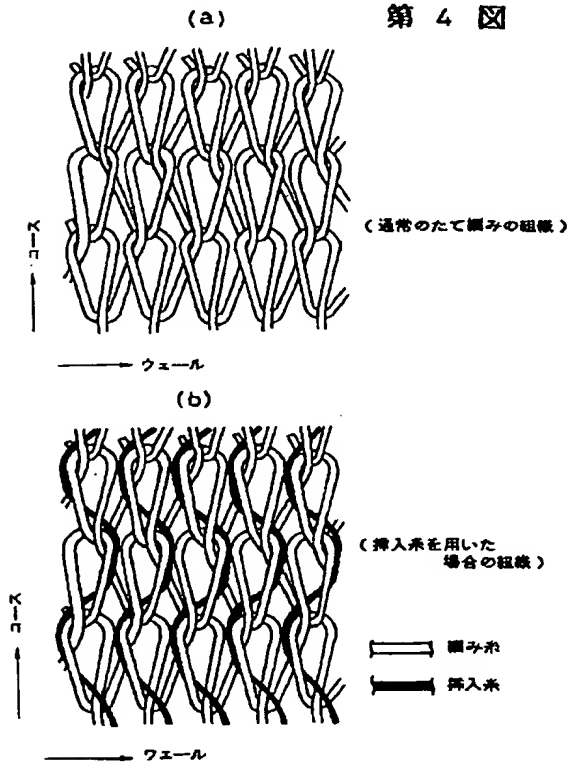 (a)
第 4 図
(通常のたて編みの組織)
コース
ウェール
(b)
(挿入糸を用いた
場合の組織)
コース
編み糸
挿入糸
ウェール